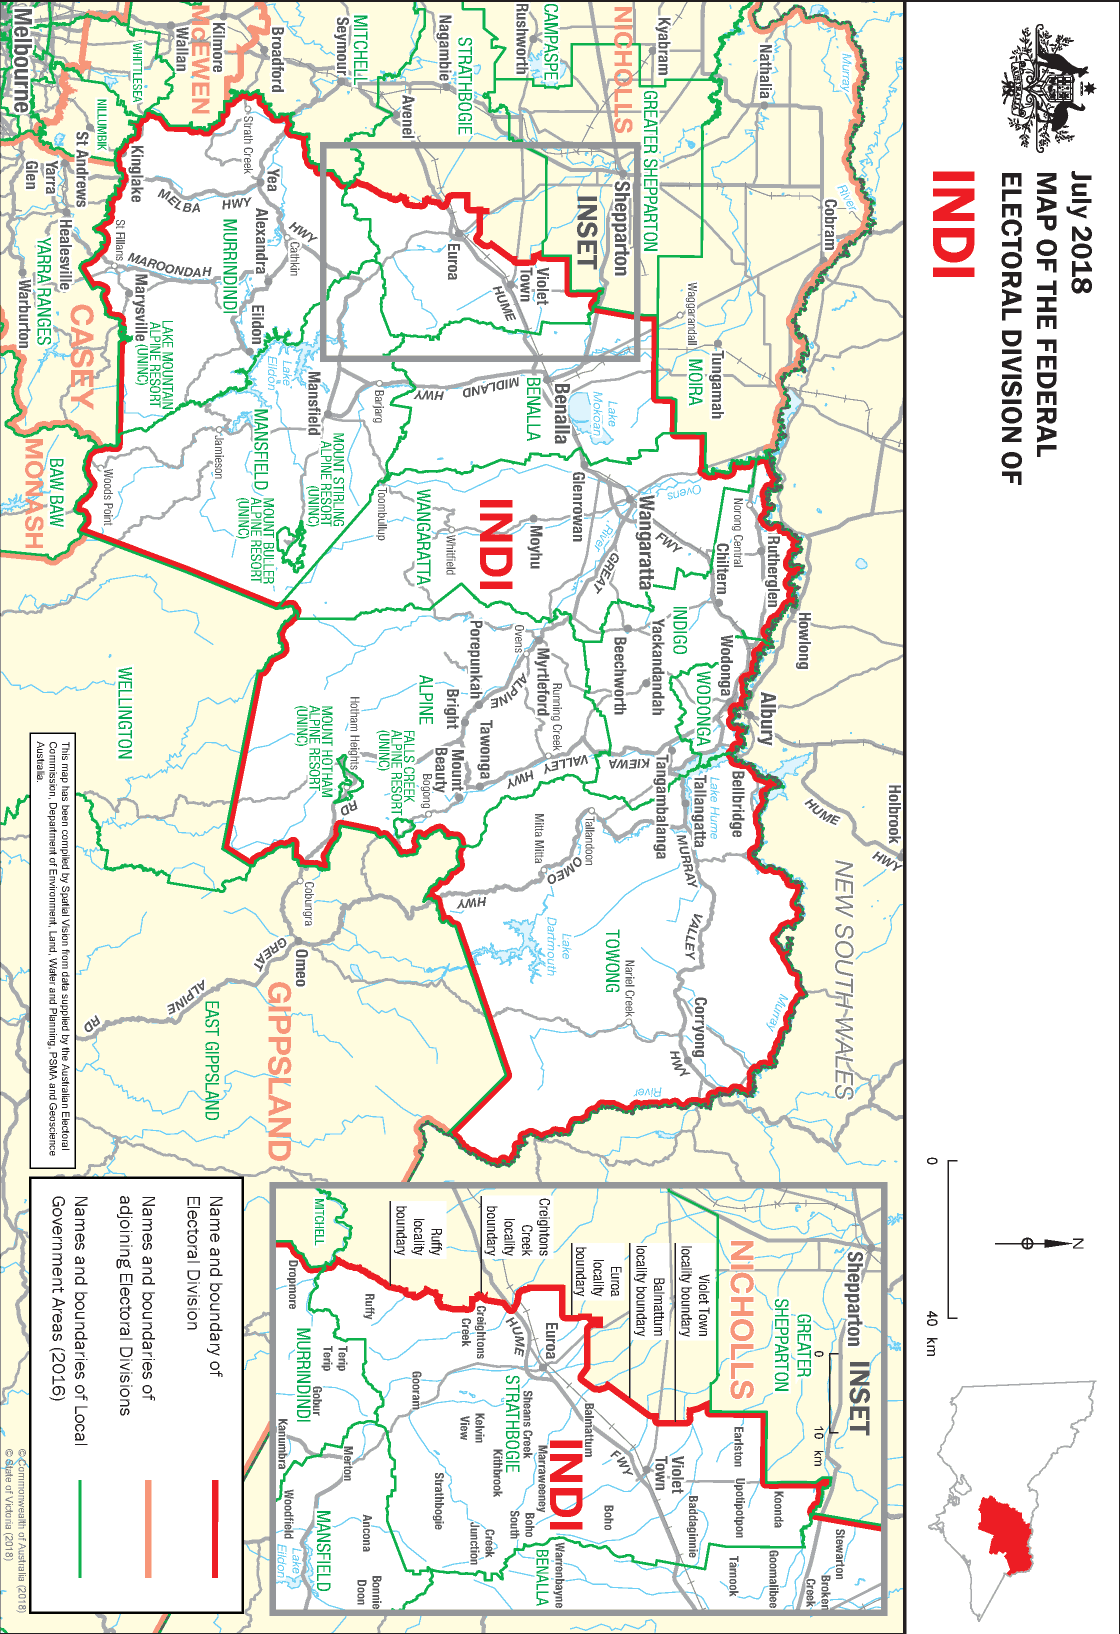 July 2018
MAP OF THE FEDERAL
ELECTORAL DIVISION OF
INDI
0
40 km
N
NEW SOUTH WALES
Holbrook
HUME
HWY
Howlong
Albury
Nathalia
Murray
River
Cobram
Kyabram
NICHOLLS
GREATER SHEPPARTON
CAMPASPE
Rushworth
STRATHBOGIE
Nagambie
MITCHELL
Seymour
Avenel
Broadford
Kilmore
Wallan
McEWEN
WHITTLESEA
NILLUMBIK
Melbourne
St Andrews
Yarra
Glen
Healesville
YARRA RANGES
Warburton
CASEY
MONASH
BAW BAW
Kinglake
Strath Creek
Yea
MELBA
HWY
Alexandra
HWY
Cathkin
MURRINDINDI
St Fillans
MAROONDAH
Marysville
Eildon
LAKE MOUNTAIN
ALPINE RESORT
(UNINC)
Lake
Eildon
Mansfield
MANSFIELD
Jamieson
Woods Point
Barjarg
MOUNT STIRLING
ALPINE RESORT
(UNINC)
MOUNT BULLER
ALPINE RESORT
(UNINC)
Toombullup
Shepparton
INSET
Euroa
Violet
Town
HUME
Waggarandall
Tungamah
MOIRA
MIDLAND
HWY
BENALLA
Benalla
Lake
Mokoan
Glenrowan
WANGARATTA
Whitfield
INDI
Moyhu
Wangaratta
Ovens
River
FWY
GREAT
Norong Central
Rutherglen
Chiltern
INDIGO
Yackandandah
Beechworth
Wodonga
WODONGA
Ovens
Porepunkah
Myrtleford
ALPINE
Running Creek
ALPINE
Bright
Tawonga
Mount
Beauty
Bogong
FALLS CREEK
ALPINE RESORT
(UNINC)
Hotham Heights
MOUNT HOTHAM
ALPINE RESORT
(UNINC)
RD
KIEWA
VALLEY
HWY
Tangambalanga
Tallangatta
Lake Hume
Bellbridge
Tallandoon
Mitta Mitta
OMEO
HWY
MURRAY
VALLEY
HWY
Lake
Dartmouth
TOWONG
Nariel Creek
Corryong
Murray
River
Cobungra
Omeo
GREAT
ALPINE
RD
GIPPSLAND
EAST GIPPSLAND
WELLINGTON
This map has been compiled by Spatial Vision from data supplied by the Australian Electoral
Commission, Department of Environment, Land, Water and Planning, PSMA and Geoscience
Australia.
Shepparton
INSET
0
10 km
GREATER
SHEPPARTON
NICHOLLS
Violet Town
locality boundary
Balmattum
locality boundary
Euroa
locality
boundary
Creightons
Creek
locality
boundary
Ruffy
locality
boundary
MITCHELL
Dropmore
Ruffy
Creightons
Creek
HUME
Euroa
Terip
Terip
MURRINDINDI
Gobur
Kanumbra
Gooram
STRATHBOGIE
Sheans Creek
Kelvin
View
Kithbrook
Marraweeney
Balmattum
INDI
FWY
Violet
Town
Earlston
Upotipotpon
Koonda
Baddaginnie
Boho
Boho
South
Strathbogie
Creek
Junction
Merton
Woodfield
Ancona
MANSFIELD
Lake
Eildon
Bonnie
Doon
Warrenbayne
BENALLA
Tarnook
Goomalibee
Stewarton
Broken
Creek
Name and boundary of
Electoral Division
Names and boundaries of
adjoining Electoral Divisions
Names and boundaries of Local
Government Areas (2016)
© Commonwealth of Australia (2018)
© State of Victoria (2018)